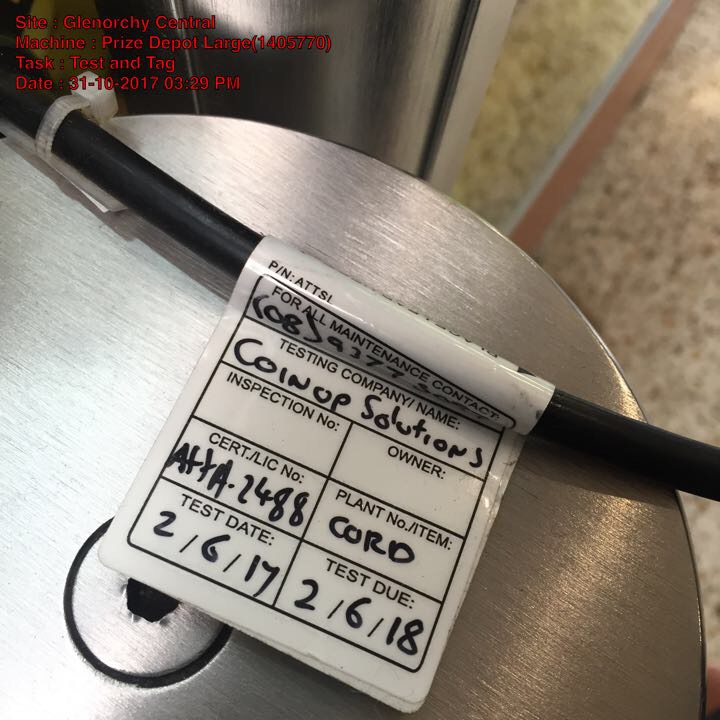 Site : Glenorchy Central
Machine : Prize Depot Large(1405770)
Task : Test and Tag
Date : 31-10-2017 03:29 PM
P/N: ATTSL
FOR ALL MAINTENANCE CONTACT:
(08) 9377
TESTING COMPANY/ NAME:
Coinop Solutions
INSPECTION No:
OWNER:
CERT./LIC No:
AttA.2488
PLANT No./ITEM:
CORD
TEST DATE:
2/6/17
TEST DUE:
2/6/18